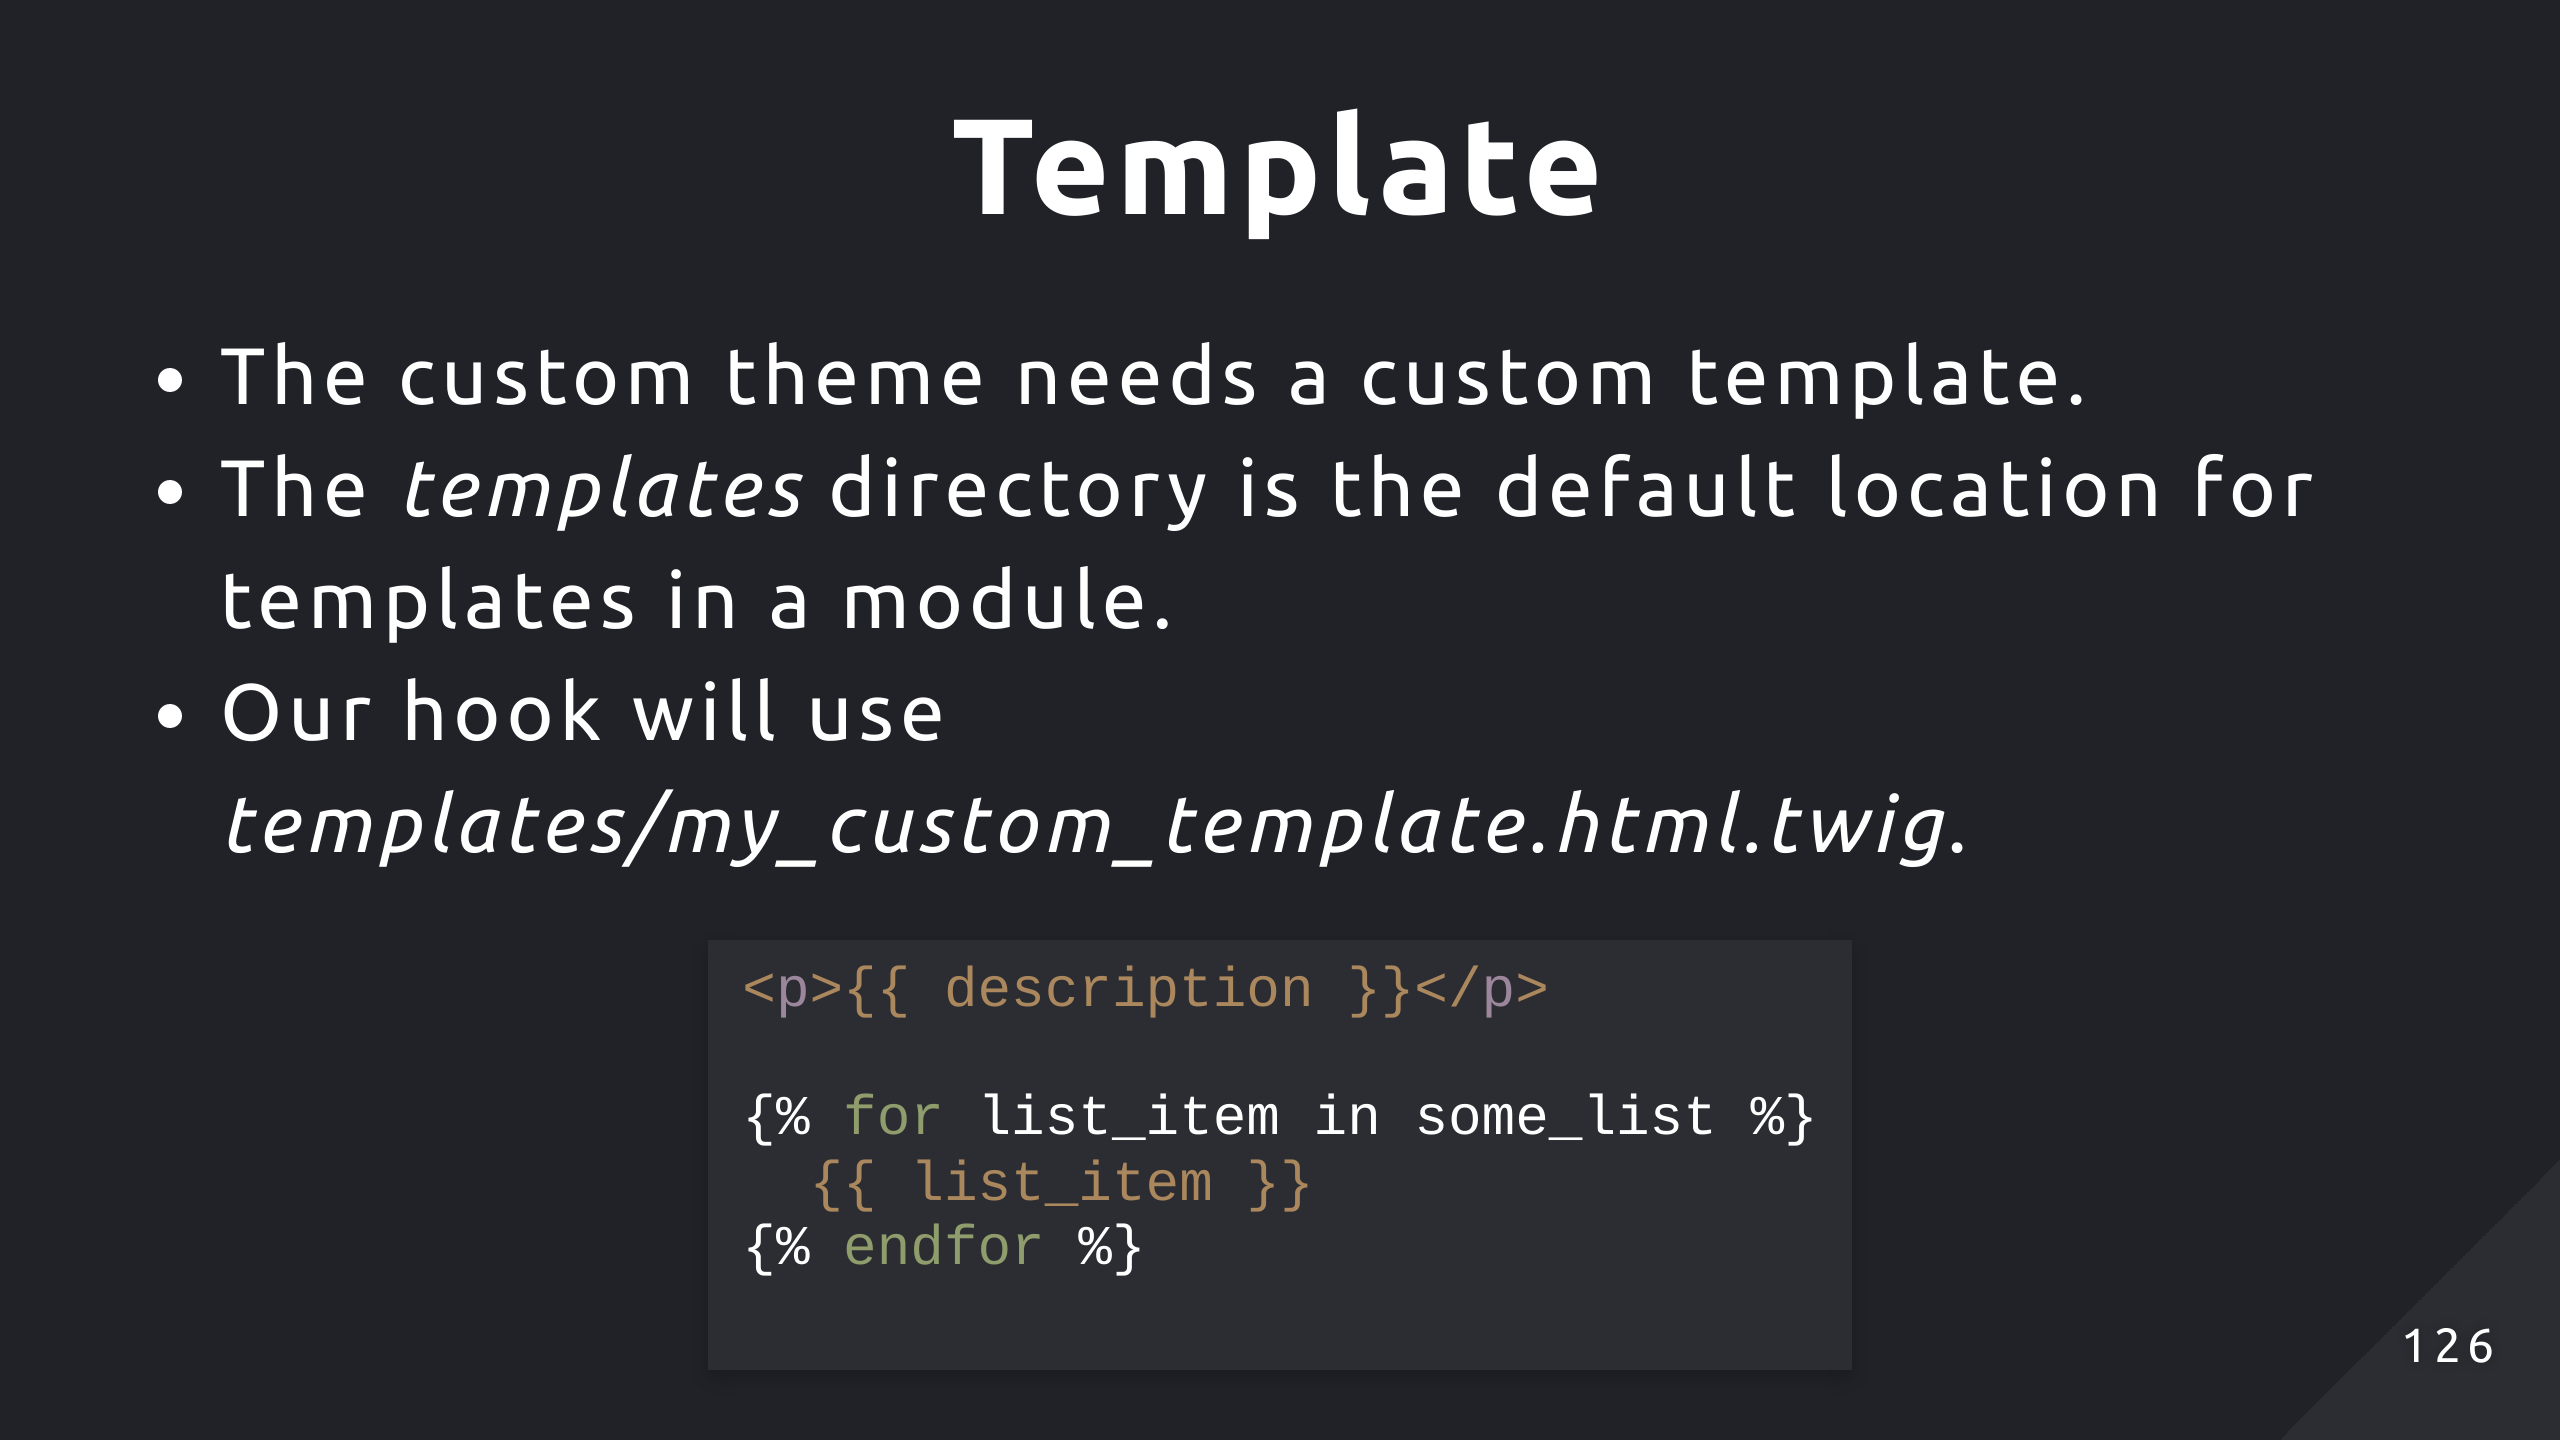 Template
• The custom theme needs a custom template.
• The templates directory is the default location for
templates in a module.
• Our hook will use
templates/my_custom_template.html.twig.
<p>{{ description }}</p>
{% for list_item in some_list %}
  {{ list_item }}
{% endfor %}
126